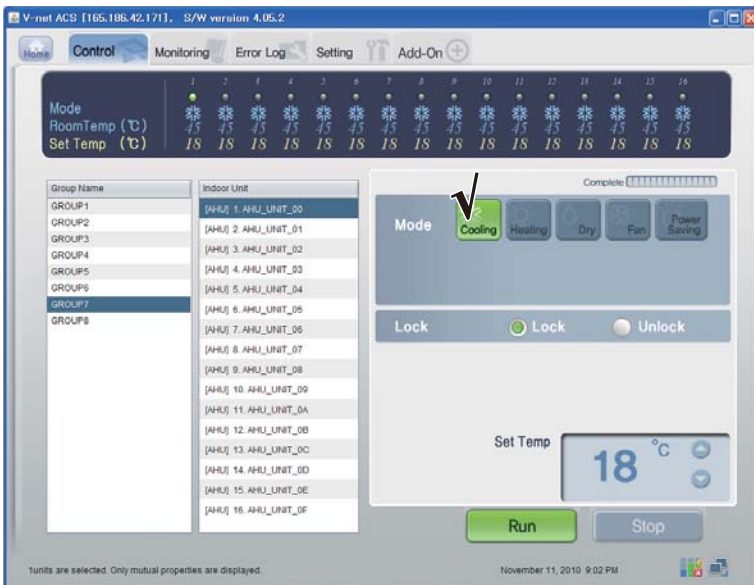 V-net ACS [165.186.42.171], S/W version 4.05.2
Home Control Monitoring Error Log Setting Add-On
1 2 3 4 5 6 7 8 9 10 11 12 13 14 15 16
Mode
RoomTemp (℃) 45 45 45 45 45 45 45 45 45 45 45 45 45 45 45 45
Set Temp (℃) 18 18 18 18 18 18 18 18 18 18 18 18 18 18 18 18
Complete
Group Name
GROUP1
GROUP2
GROUP3
GROUP4
GROUP5
GROUP6
GROUP7
GROUP8
Indoor Unit
[AHU] 1. AHU_UNIT_00
[AHU] 2. AHU_UNIT_01
[AHU] 3. AHU_UNIT_02
[AHU] 4. AHU_UNIT_03
[AHU] 5. AHU_UNIT_04
[AHU] 6. AHU_UNIT_05
[AHU] 7. AHU_UNIT_06
[AHU] 8. AHU_UNIT_07
[AHU] 9. AHU_UNIT_08
[AHU] 10. AHU_UNIT_09
[AHU] 11. AHU_UNIT_0A
[AHU] 12. AHU_UNIT_0B
[AHU] 13. AHU_UNIT_0C
[AHU] 14. AHU_UNIT_0D
[AHU] 15. AHU_UNIT_0E
[AHU] 16. AHU_UNIT_0F
Mode Cooling Heating Dry Fan Power Saving
Lock Lock Unlock
Set Temp 18 °C
Run Stop
1units are selected. Only mutual properties are displayed.
November 11, 2010 9:02 PM